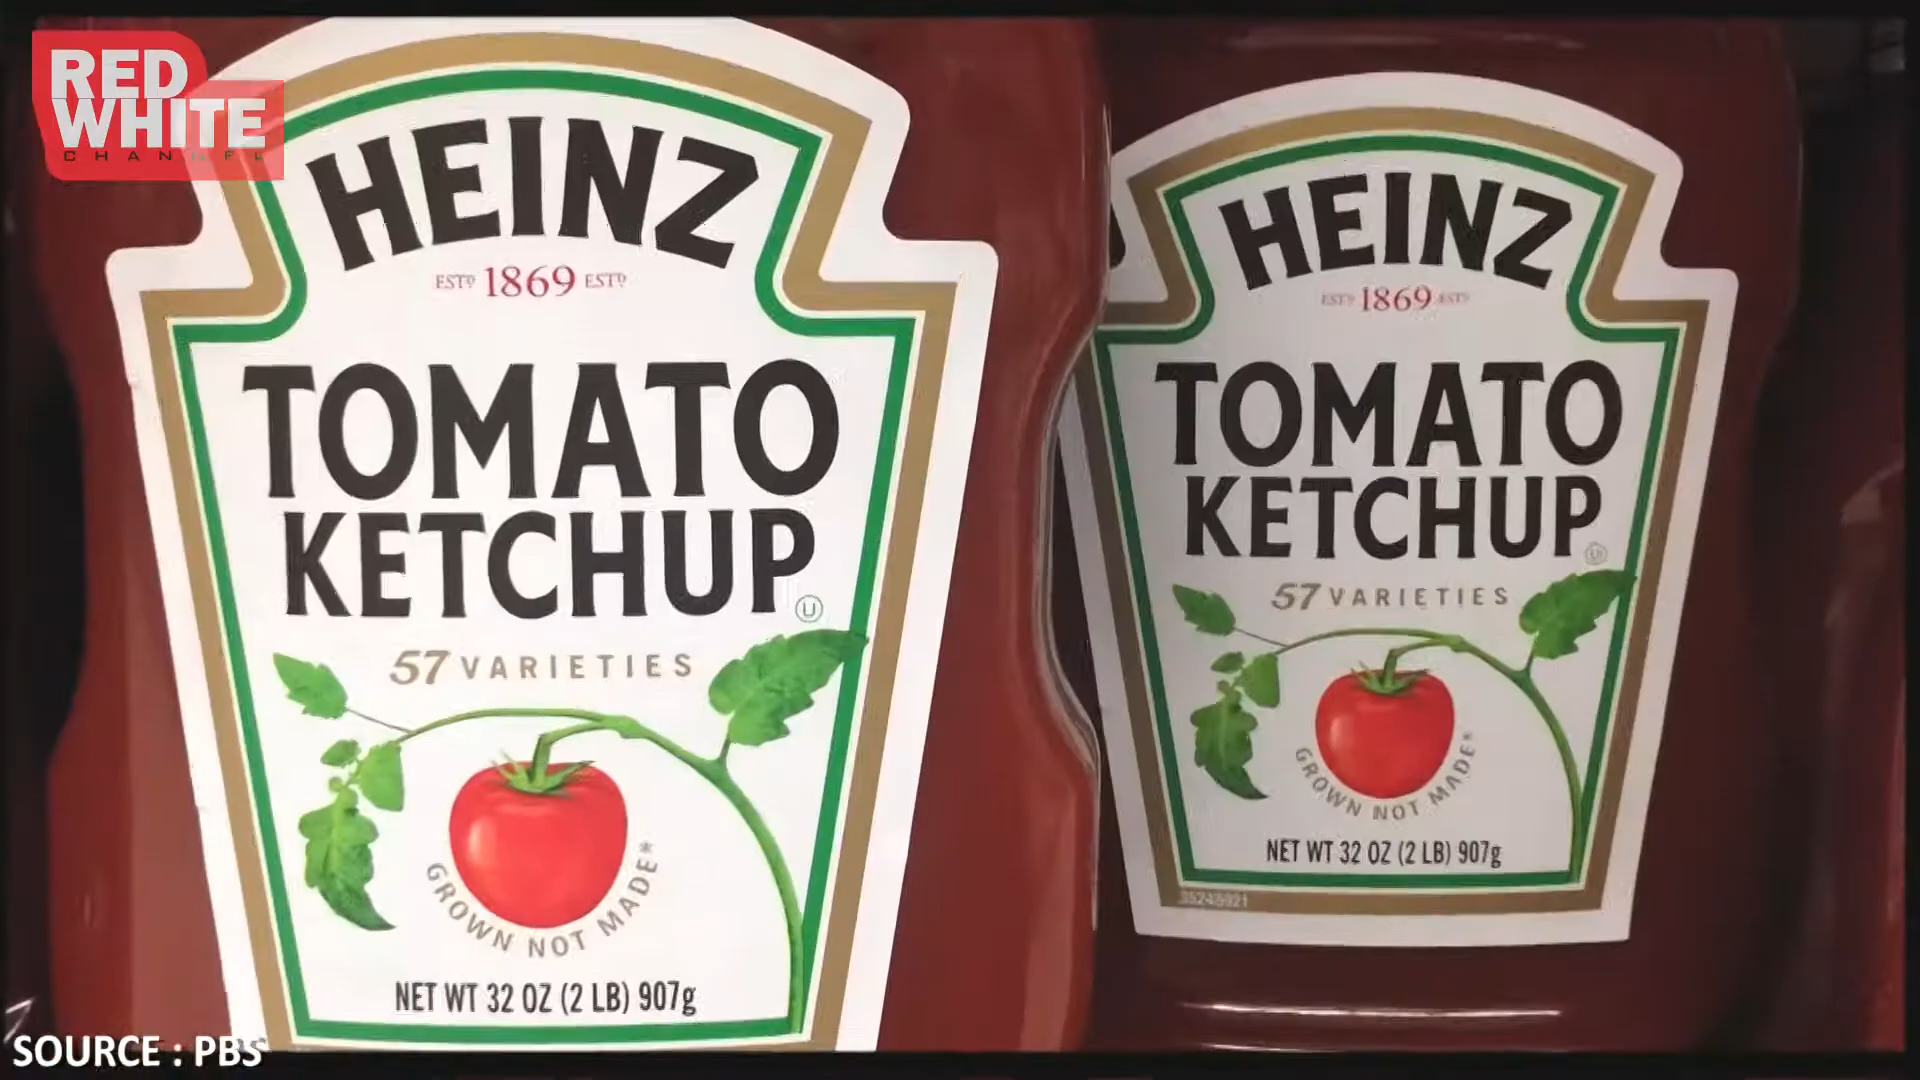 RED
WHITE
CHANNEL
HEINZ
ESTD 1869 ESTD
TOMATO
KETCHUP
U
57 VARIETIES
GROWN NOT MADE*
NET WT 32 OZ (2 LB) 907g
HEINZ
ESTD 1869 ESTD
TOMATO
KETCHUP
U
57 VARIETIES
GROWN NOT MADE*
NET WT 32 OZ (2 LB) 907g
SOURCE : PBS